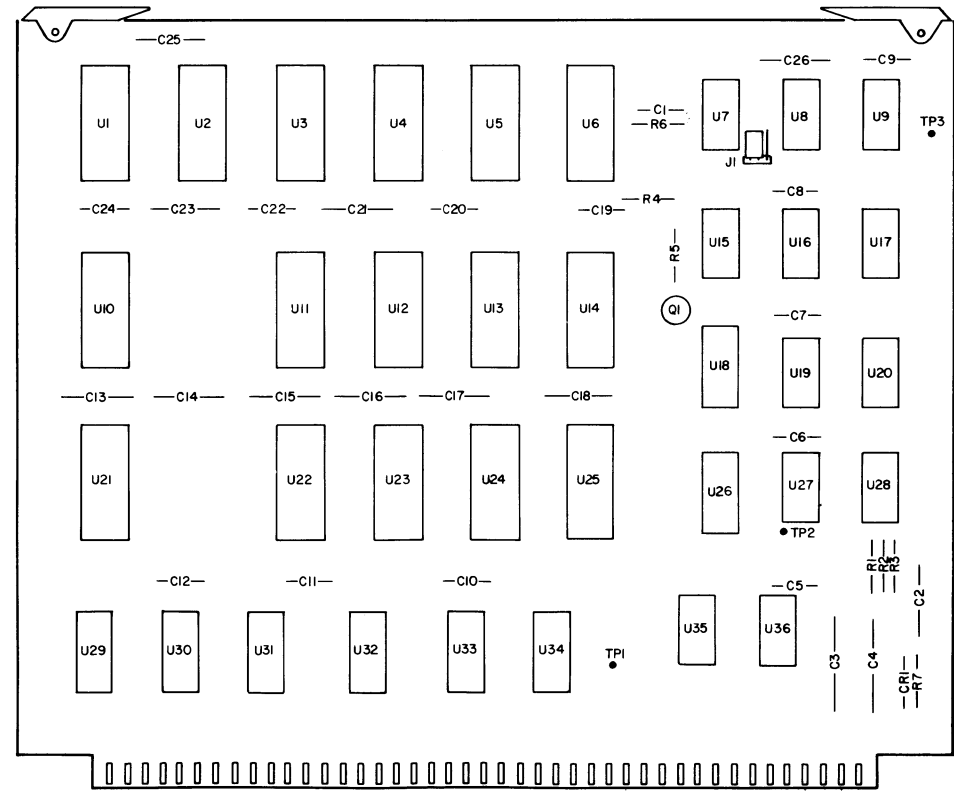 C25
C26 C9
U1 U2 U3 U4 U5 U6 C1 U7 U8 U9
R6 TP3
J1
C24 C23 C22 C21 C20 C19 R4 C8
U15 U16 U17
R5
U10 U11 U12 U13 U14 Q1
C7
U18 U19 U20
C13 C14 C15 C16 C17 C18
C6
U21 U22 U23 U24 U25 U26 U27 U28
TP2
R1 R2 R3
C12 C11 C10 C5 C2
U29 U30 U31 U32 U33 U34 U35 U36
TP1 C3 C4 CR1 R7